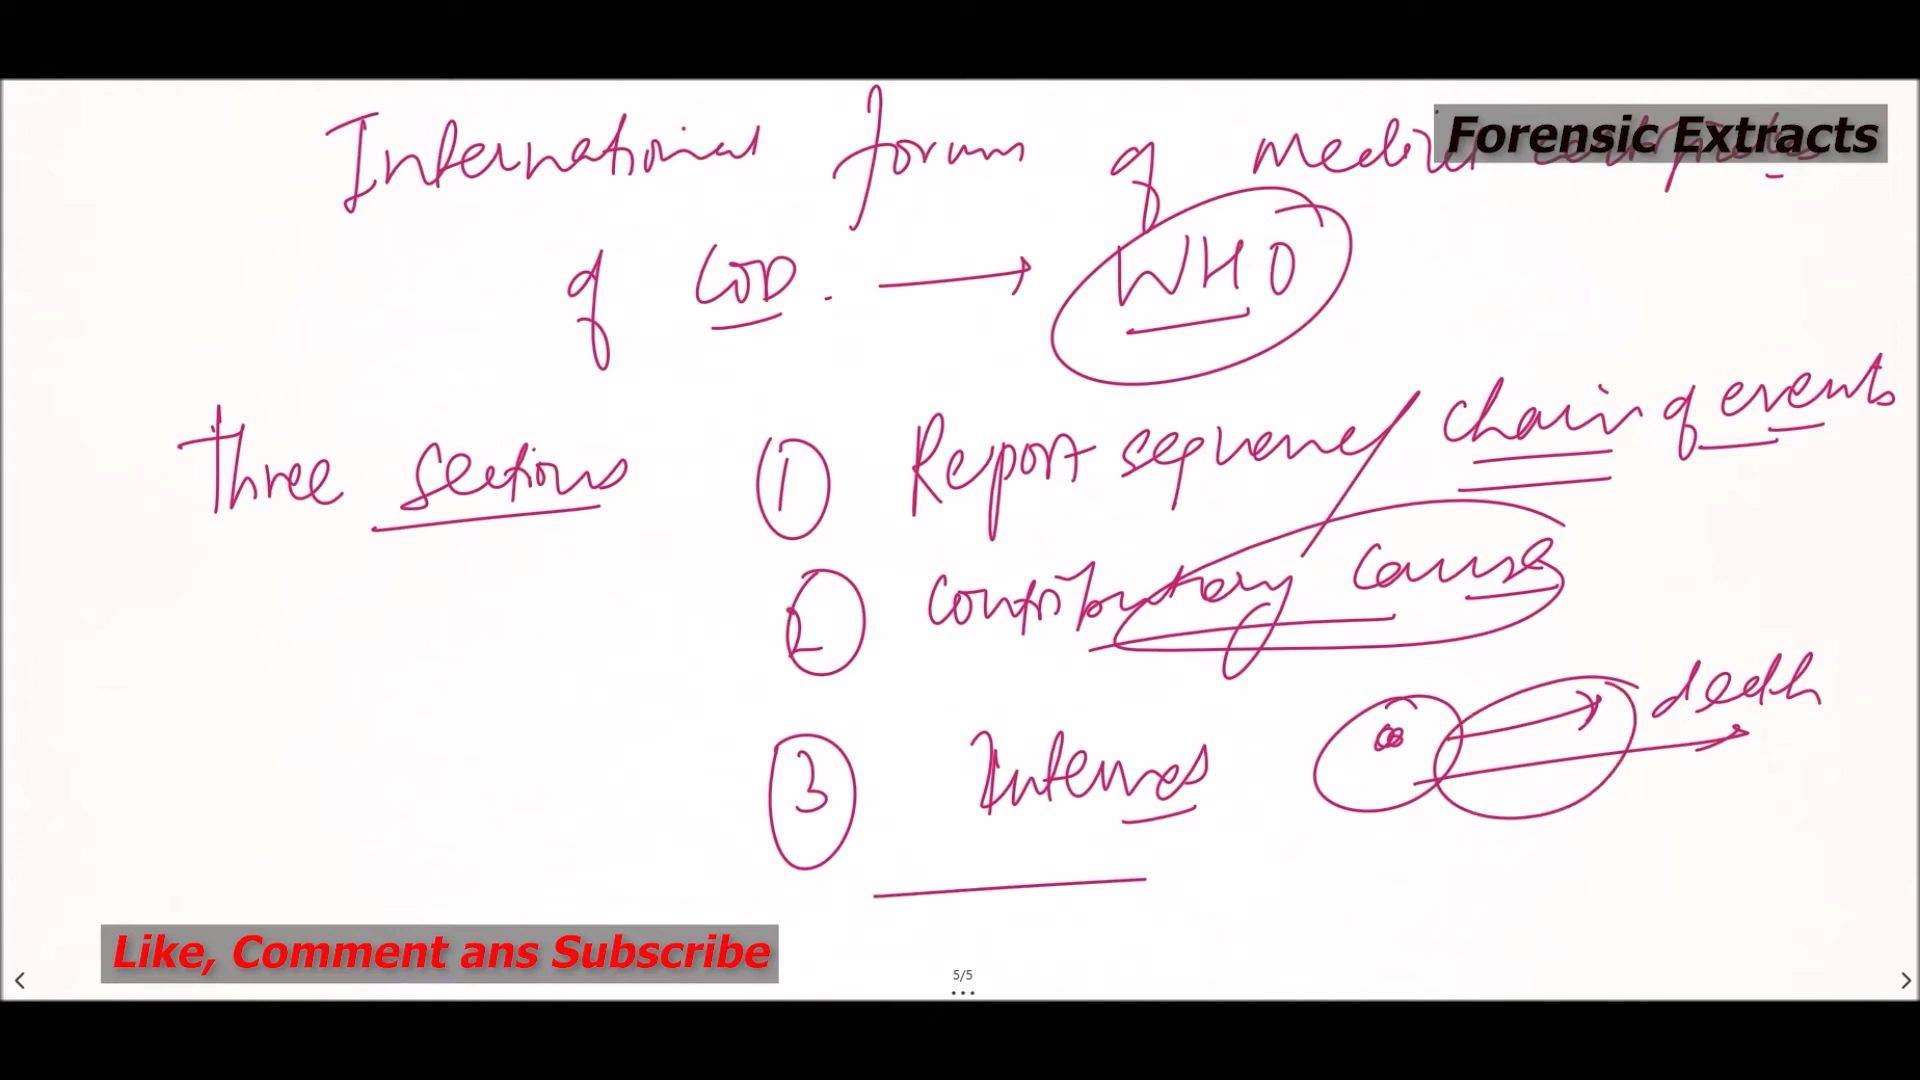 International forum of medical
Forensic Extracts
of COD. → WHO
Three sections
① Report sequence/chain of events
② contributory causes
③ Intervals
death
Like, Comment ans Subscribe
5/5